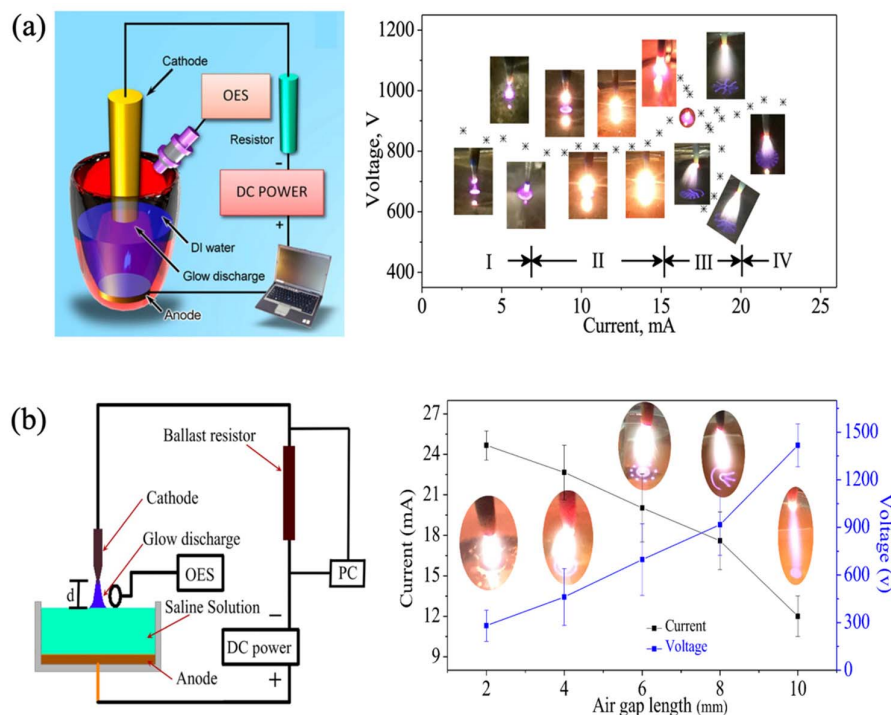 (a)
Cathode
OES
Resistor
−
DC POWER
+
DI water
Glow discharge
Anode
Voltage, V
1200
1000
800
600
400
I II III IV
0 5 10 15 20 25
Current, mA
(b)
Ballast resistor
Cathode
Glow discharge
d
OES
PC
Saline Solution
−
DC power
+
Anode
Current (mA)
27
24
21
18
15
12
9
Current
Voltage
1500
1200
900
600
300
0
Voltage (v)
2 4 6 8 10
Air gap length (mm)